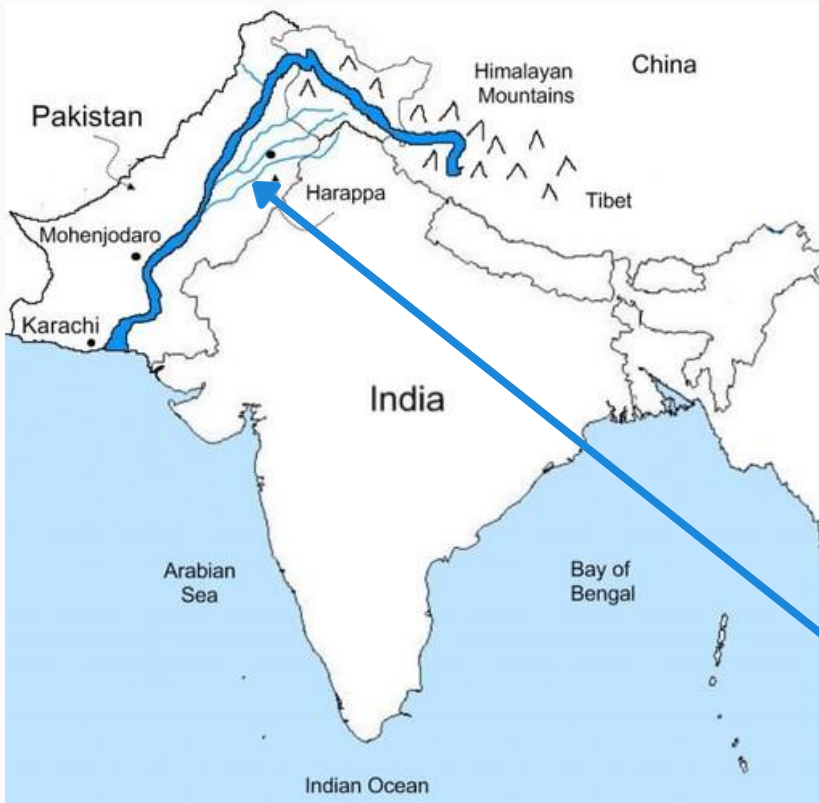 China
Himalayan
Mountains
Pakistan
Harappa
Tibet
Mohenjodaro
Karachi
India
Arabian
Sea
Bay of
Bengal
Indian Ocean